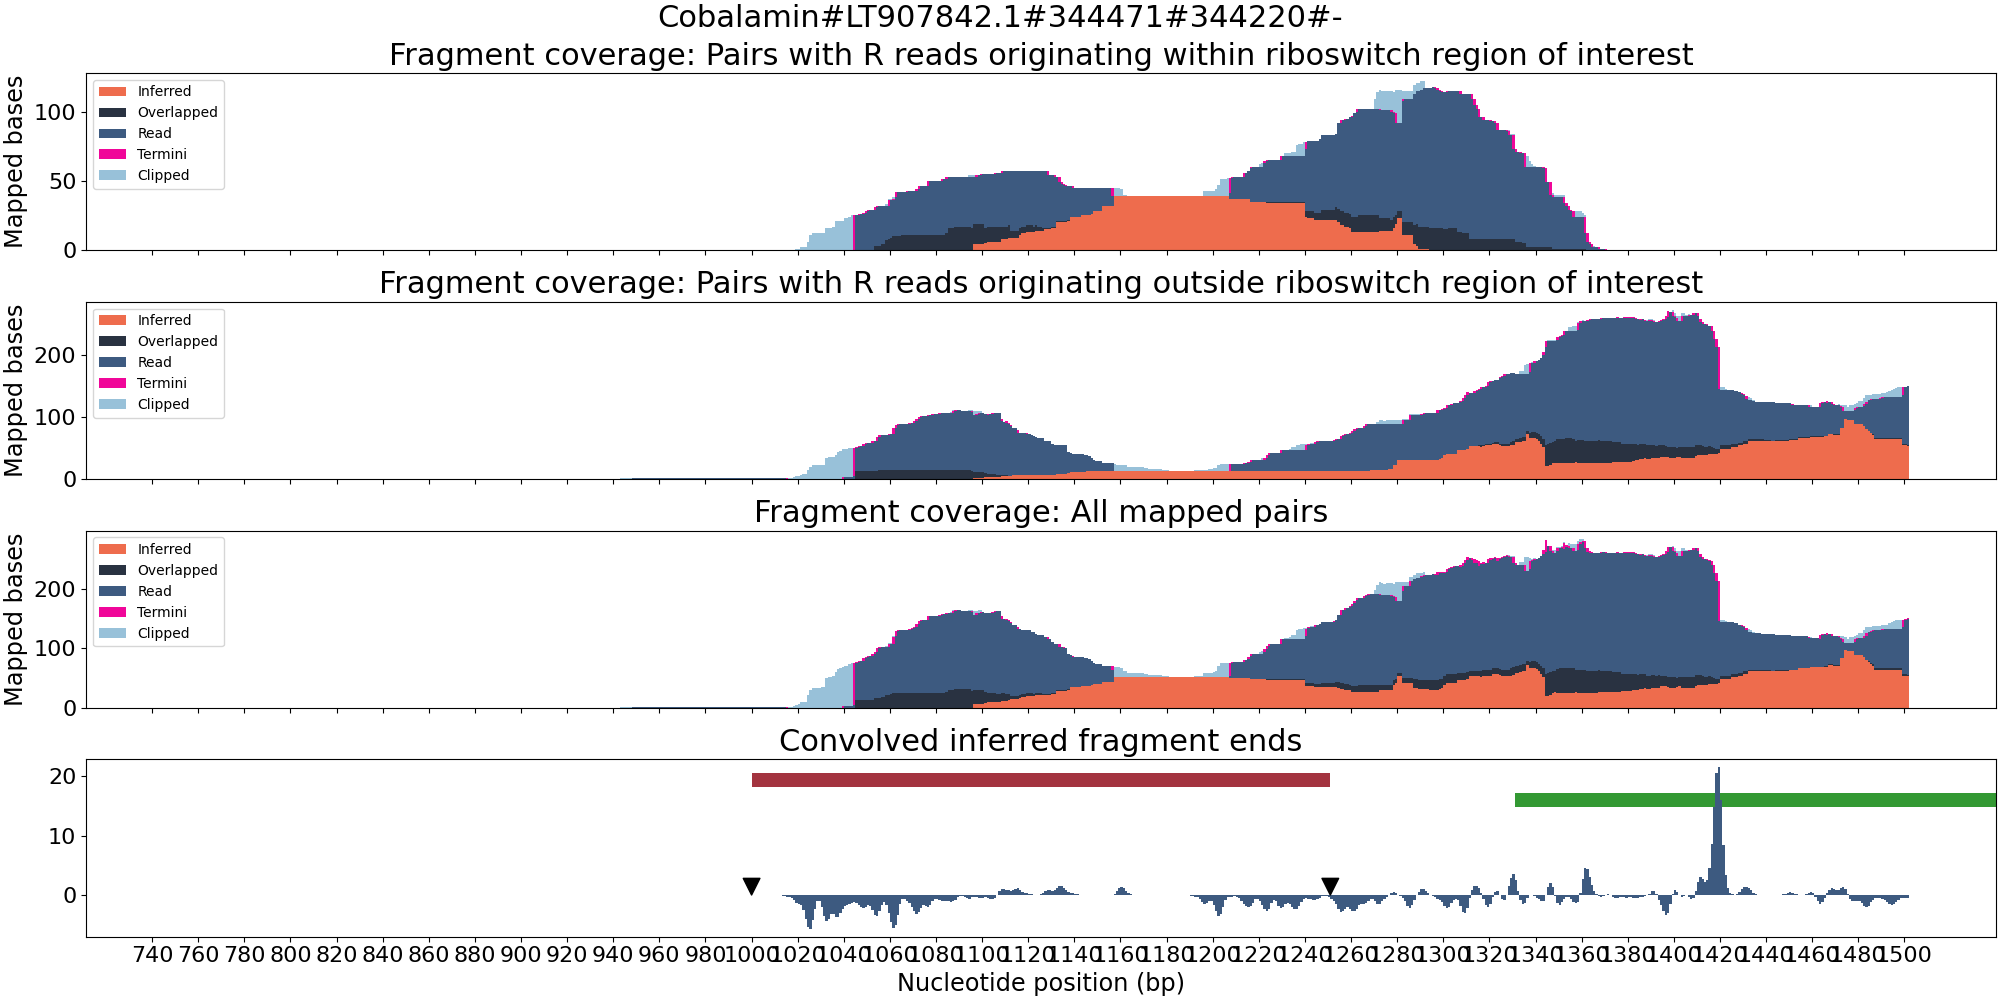 Cobalamin#LT907842.1#344471#344220#-
Fragment coverage: Pairs with R reads originating within riboswitch region of interest
Mapped bases
100
50
0
Inferred
Overlapped
Read
Termini
Clipped
Fragment coverage: Pairs with R reads originating outside riboswitch region of interest
Mapped bases
200
100
0
Inferred
Overlapped
Read
Termini
Clipped
Fragment coverage: All mapped pairs
Mapped bases
200
100
0
Inferred
Overlapped
Read
Termini
Clipped
Convolved inferred fragment ends
20
10
0
740 760 780 800 820 840 860 880 900 920 940 960 980 1000 1020 1040 1060 1080 1100 1120 1140 1160 1180 1200 1220 1240 1260 1280 1300 1320 1340 1360 1380 1400 1420 1440 1460 1480 1500
Nucleotide position (bp)